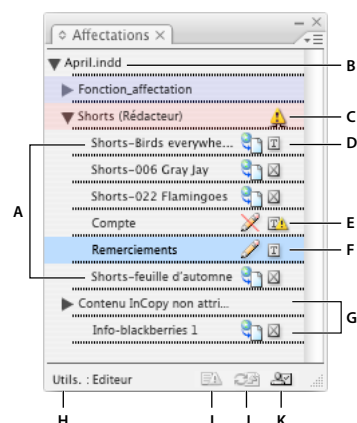 Affectations
April.indd
B
Fonction_affectation
Shorts (Rédacteur)
C
Shorts-Birds everywhe...
D
Shorts-006 Gray Jay
Shorts-022 Flamingoes
A
Compte
E
Remerciements
F
Shorts-feuille d'automne
Contenu InCopy non attri...
G
Info-blackberries 1
Utils. : Editeur
H I J K